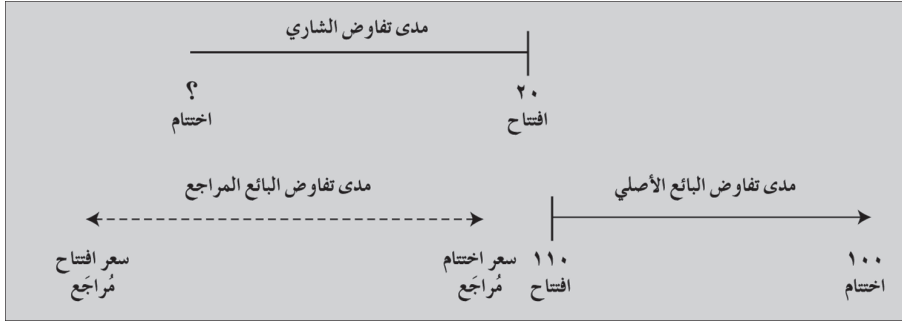 مدى تفاوض الشاري
٢٠
افتتاح
؟
اختتام
مدى تفاوض البائع الأصلي
١٠٠
اختتام
١١٠
افتتاح
مدى تفاوض البائع المراجع
سعر اختتام
مُراجَع
سعر افتتاح
مُراجَع